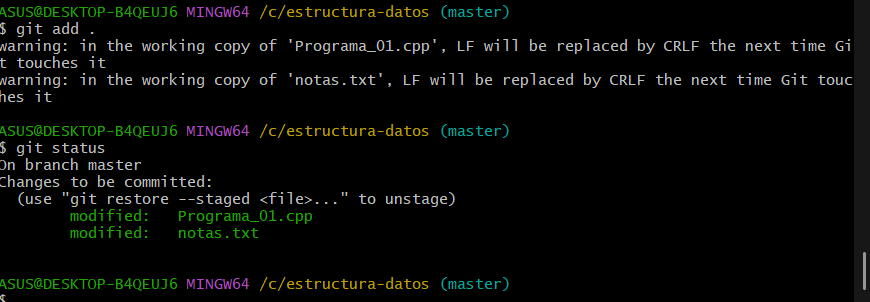 ASUS@DESKTOP-B4QEUJ6 MINGW64 /c/estructura-datos (master)
$ git add .
warning: in the working copy of 'Programa_01.cpp', LF will be replaced by CRLF the next time Gi
t touches it
warning: in the working copy of 'notas.txt', LF will be replaced by CRLF the next time Git touc
hes it
ASUS@DESKTOP-B4QEUJ6 MINGW64 /c/estructura-datos (master)
$ git status
On branch master
Changes to be committed:
  (use "git restore --staged <file>..." to unstage)
        modified:   Programa_01.cpp
        modified:   notas.txt
ASUS@DESKTOP-B4QEUJ6 MINGW64 /c/estructura-datos (master)
$